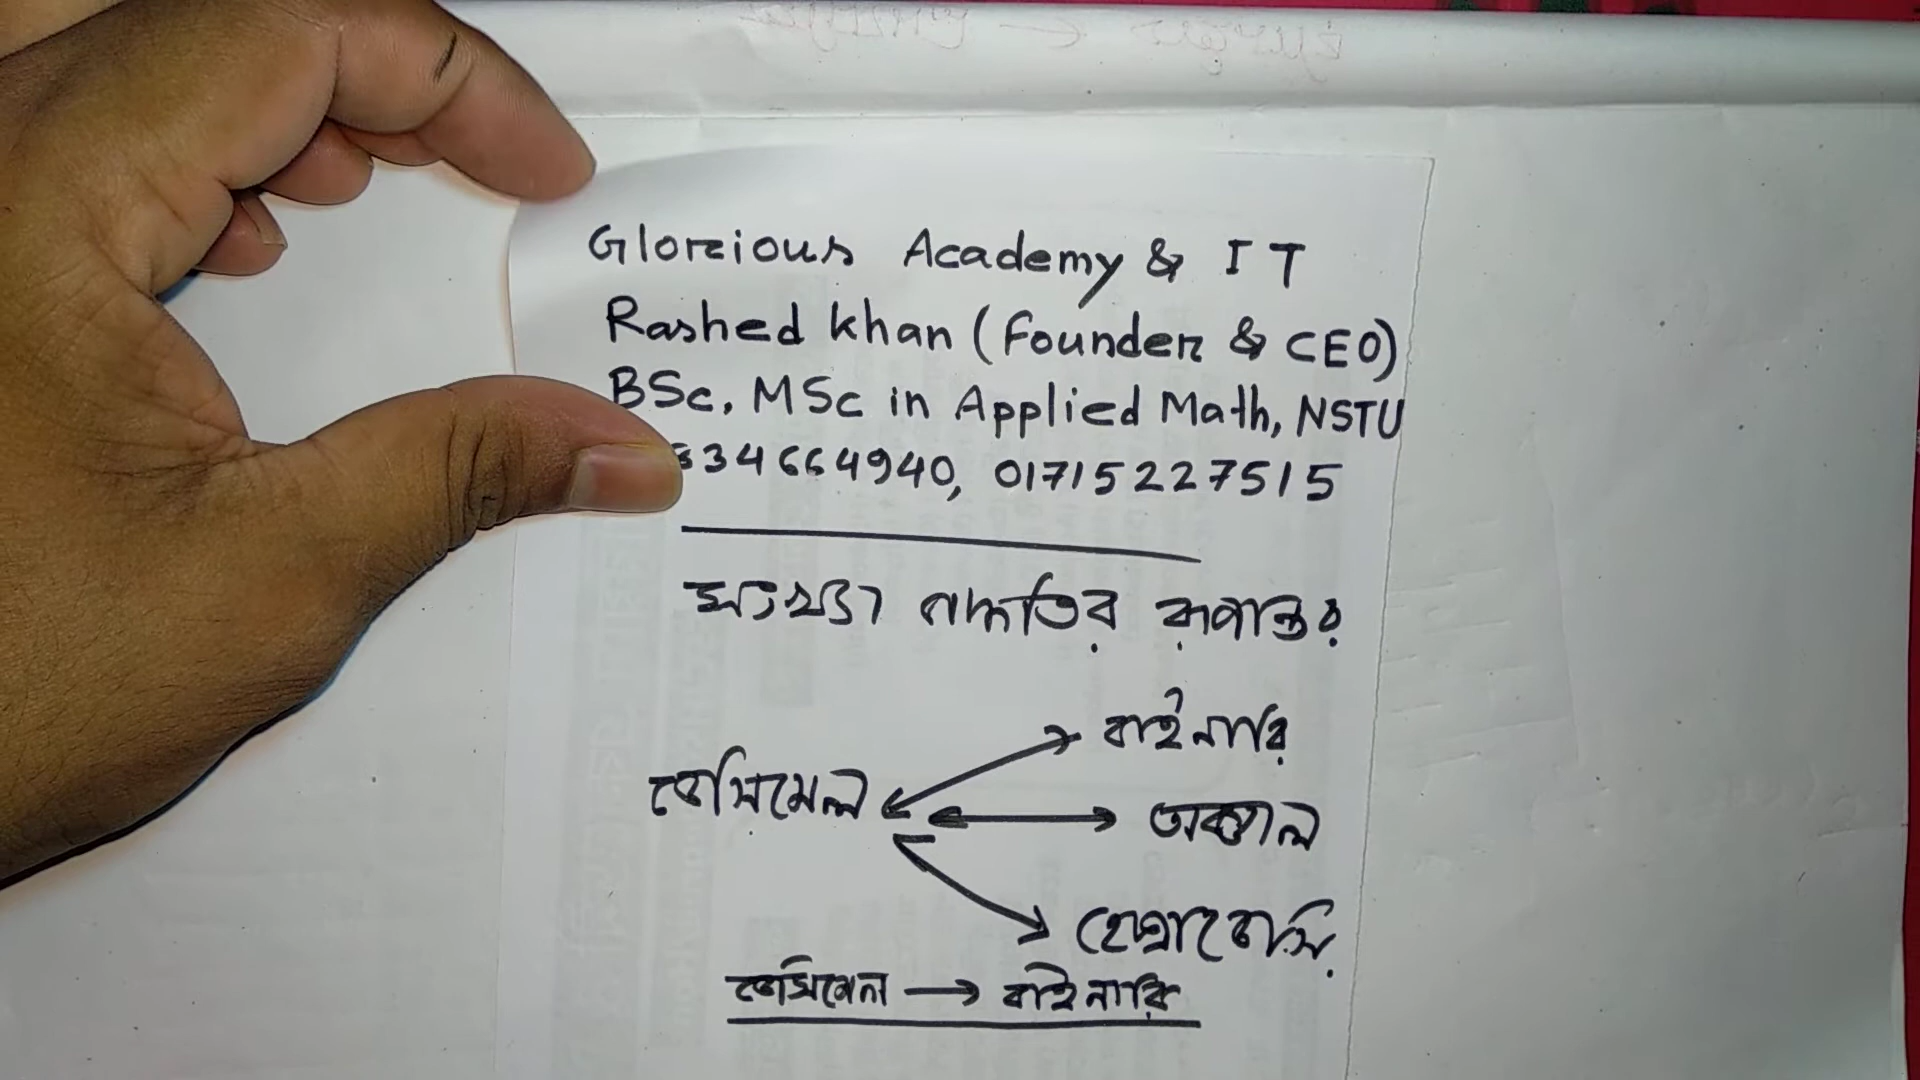 Glorious Academy & IT
Rashed Khan (Founder & CEO)
BSc, MSc in Applied Math, NSTU
834664940, 01715227515
সংখ্যা পদ্ধতির রূপান্তর
বাইনারি
ডেসিমেল
অক্টাল
হেক্সাডেসি.
ডেসিমেল → বাইনারি